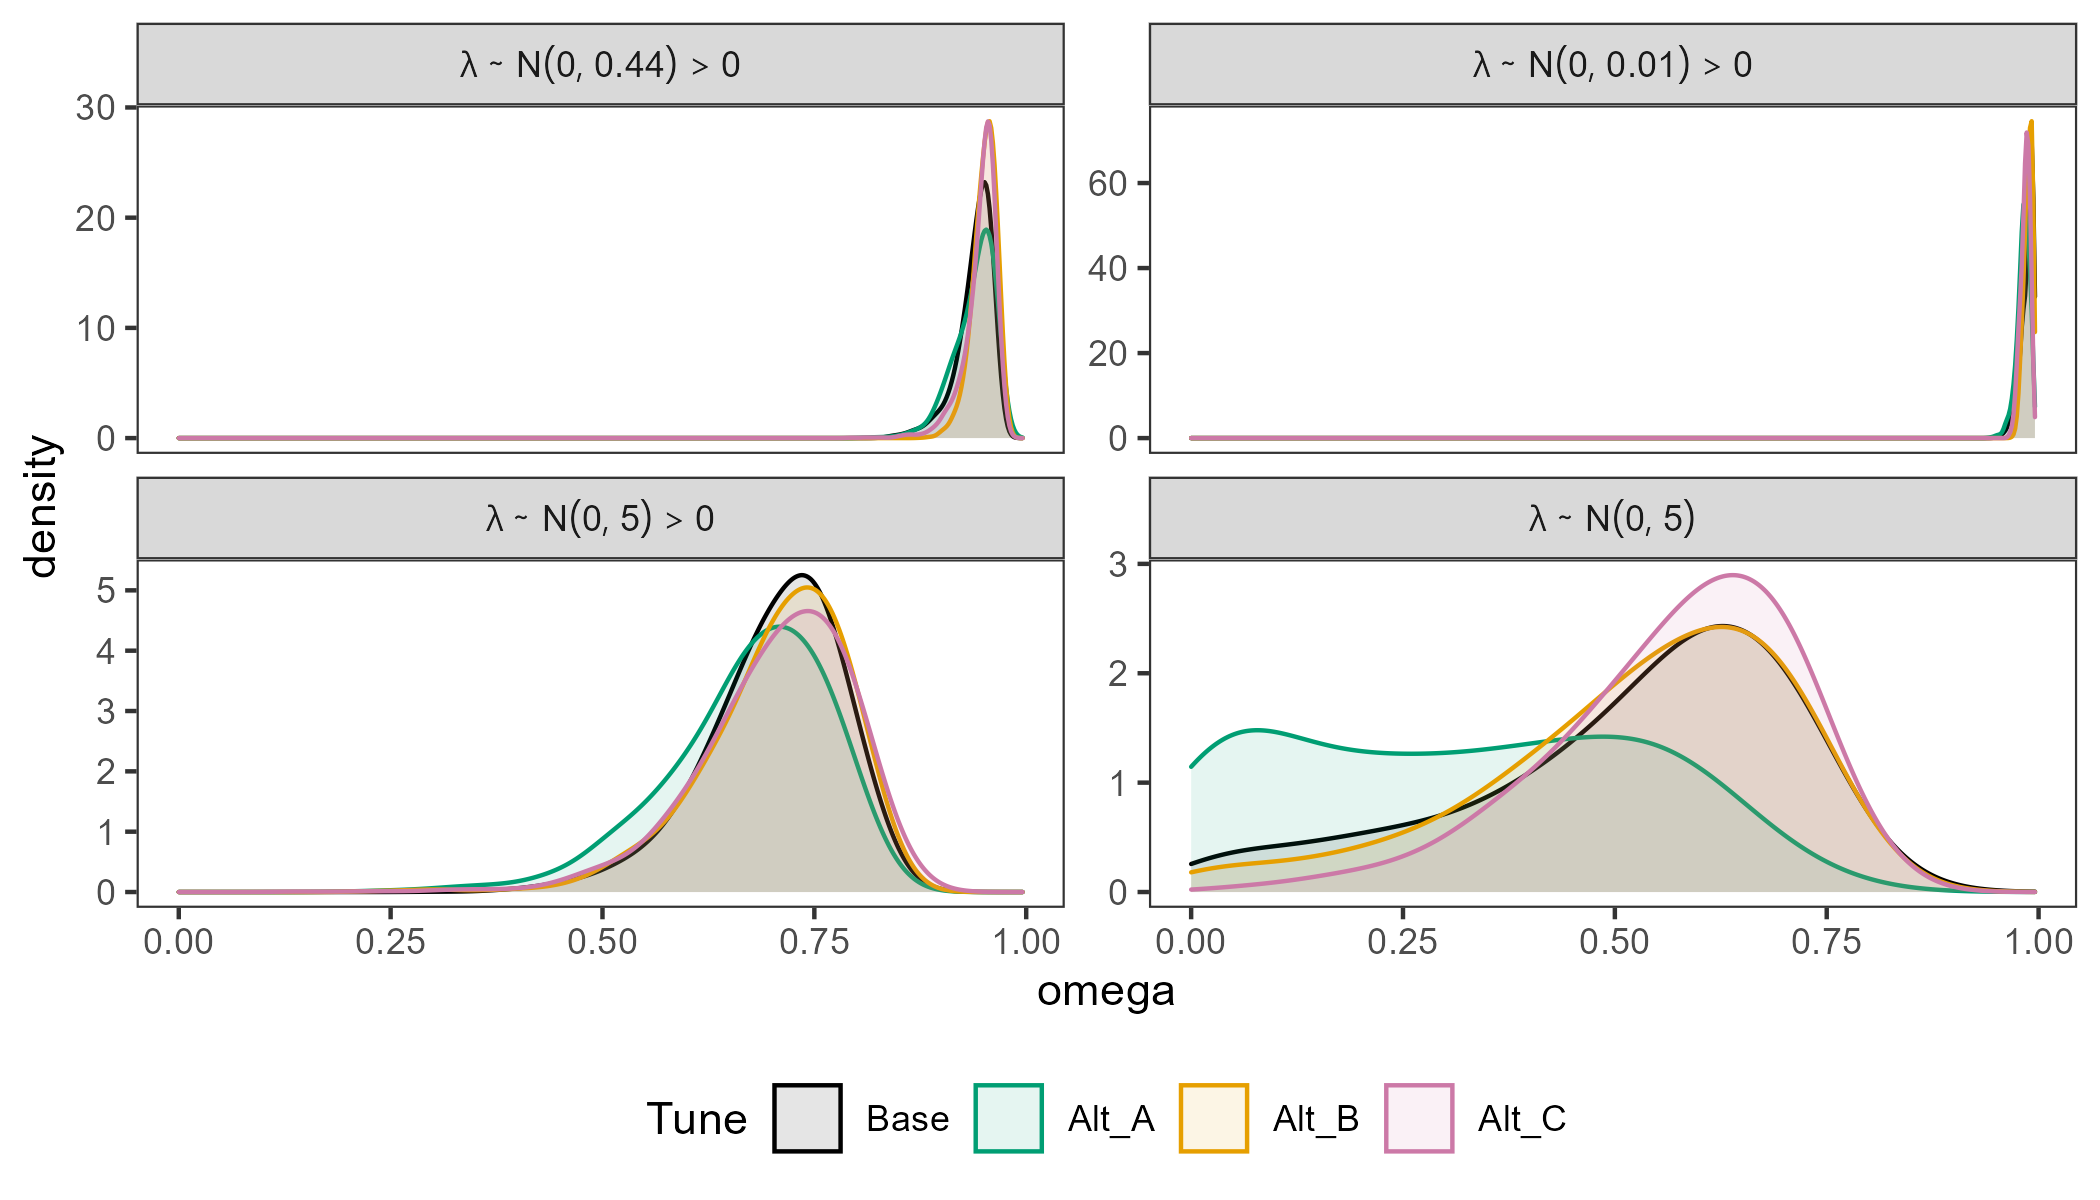 λ ~ N(0, 0.44) > 0
λ ~ N(0, 0.01) > 0
30
20
10
0
60
40
20
0
λ ~ N(0, 5) > 0
λ ~ N(0, 5)
5
4
3
2
1
0
3
2
1
0
density
0.00 0.25 0.50 0.75 1.00
0.00 0.25 0.50 0.75 1.00
omega
Tune Base Alt_A Alt_B Alt_C